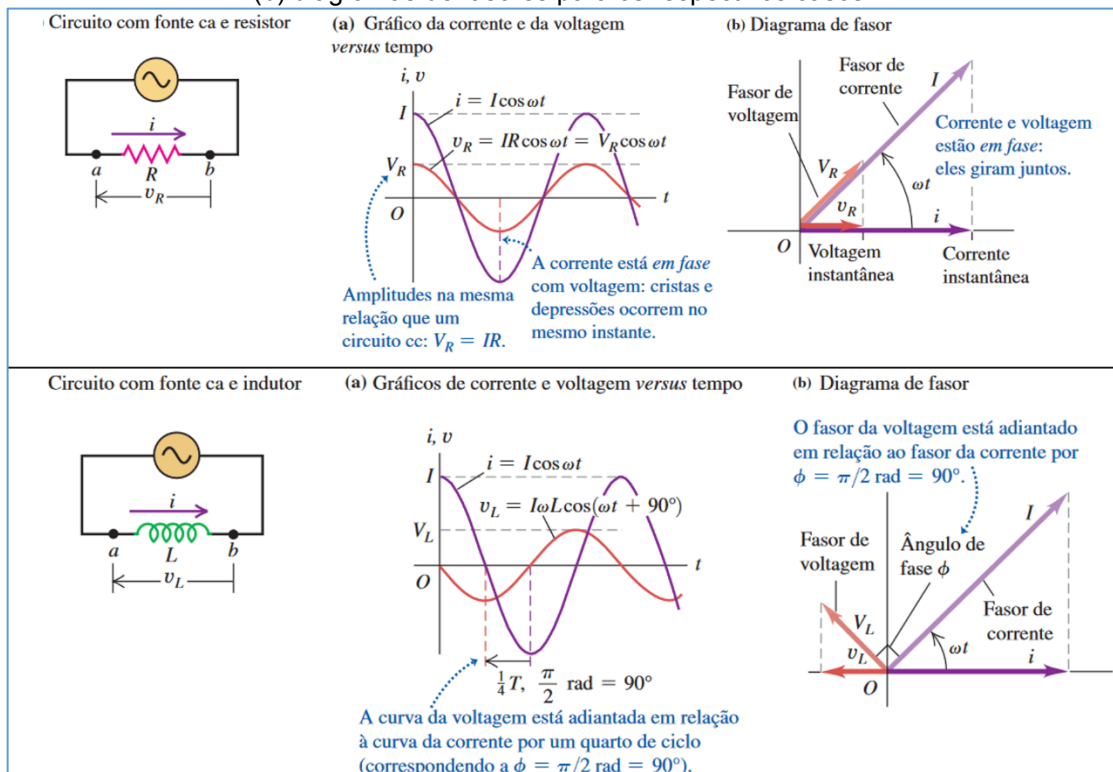 Circuito com fonte ca e resistor
i
a
R
b
v_R
(a) Gráfico da corrente e da voltagem
versus tempo
i, v
I
i = I cos ωt
v_R = IR cos ωt = V_R cos ωt
V_R
t
O
A corrente está em fase
com voltagem: cristas e
depressões ocorrem no
mesmo instante.
Amplitudes na mesma
relação que um
circuito cc: V_R = IR.
(b) Diagrama de fasor
Fasor de
corrente
I
Fasor de
voltagem
Corrente e voltagem
estão em fase:
eles giram juntos.
V_R
ωt
v_R
i
O
Voltagem
instantânea
Corrente
instantânea
Circuito com fonte ca e indutor
i
a
L
b
v_L
(a) Gráficos de corrente e voltagem versus tempo
i, v
I
i = I cos ωt
v_L = IωL cos(ωt + 90°)
V_L
t
O
1/4 T, π/2 rad = 90°
A curva da voltagem está adiantada em relação
à curva da corrente por um quarto de ciclo
(correspondendo a ϕ = π/2 rad = 90°).
(b) Diagrama de fasor
O fasor da voltagem está adiantado
em relação ao fasor da corrente por
ϕ = π/2 rad = 90°.
I
Fasor de
voltagem
Ângulo de
fase ϕ
Fasor de
corrente
V_L
v_L
ωt
i
O